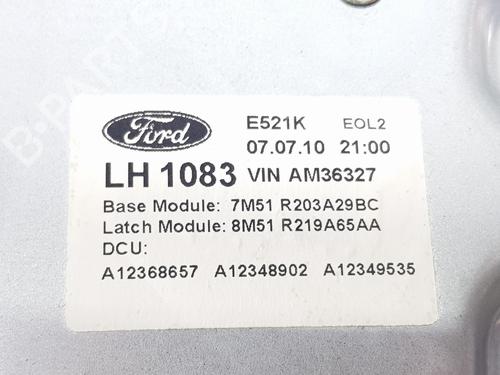 B-PARTS
Ford
E521K EOL2
07.07.10 21:00
LH 1083 VIN AM36327
Base Module: 7M51 R203A29BC
Latch Module: 8M51 R219A65AA
DCU:
A12368657 A12348902 A12349535